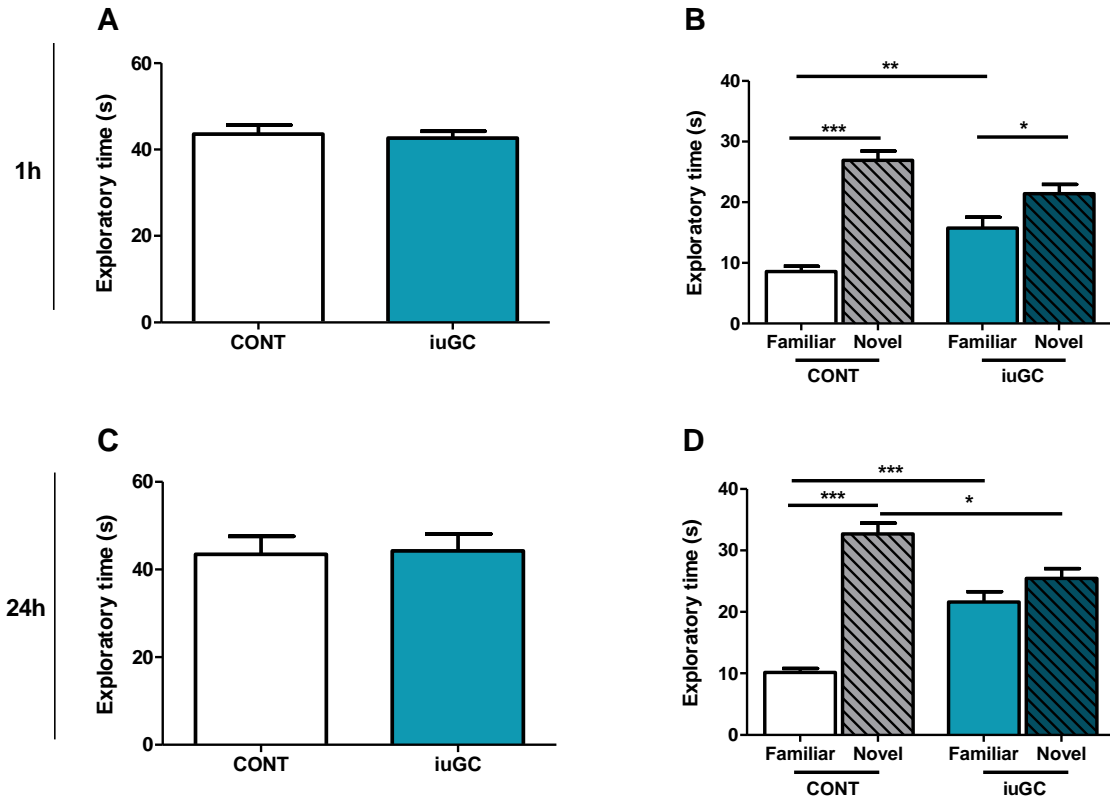 A
B
1h
Exploratory time (s)
60
40
20
0
CONT
iuGC
Exploratory time (s)
40
30
20
10
0
**
***
*
Familiar Novel Familiar Novel
CONT iuGC
C
D
24h
Exploratory time (s)
60
40
20
0
CONT
iuGC
Exploratory time (s)
40
30
20
10
0
***
***
*
Familiar Novel Familiar Novel
CONT iuGC